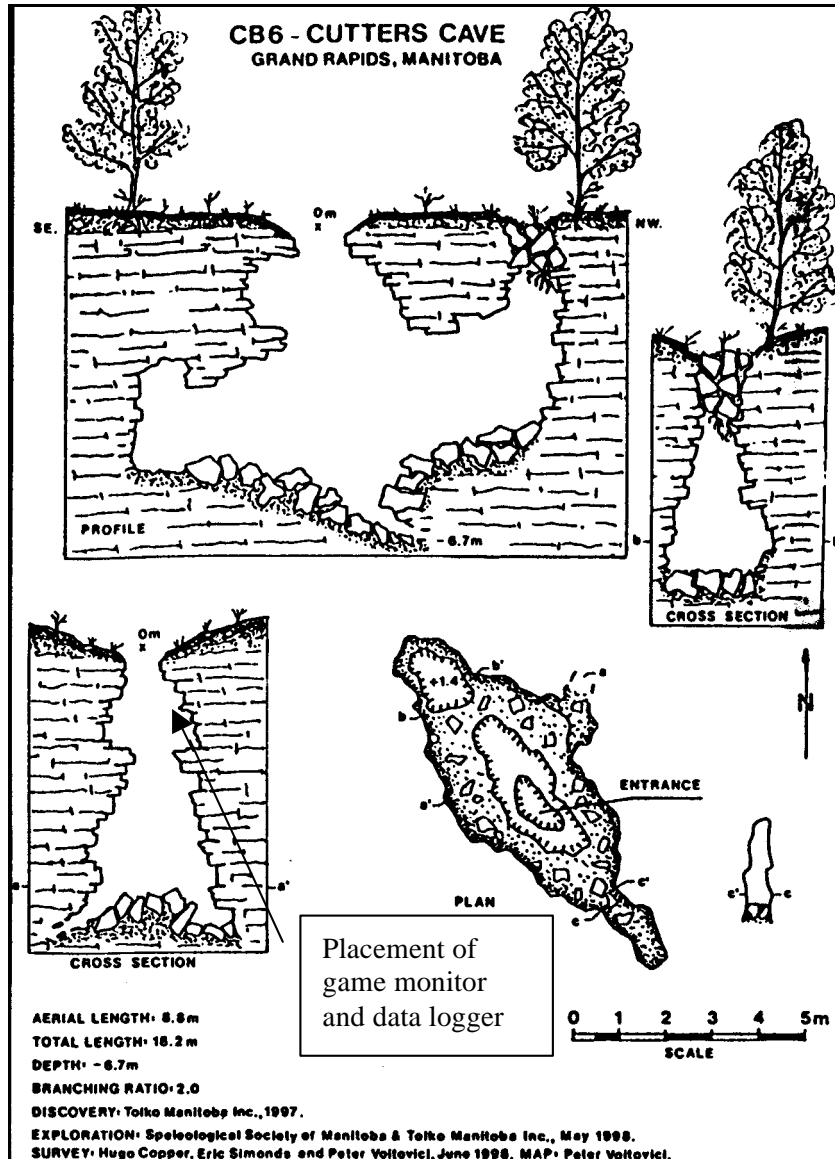 CB6 - CUTTERS CAVE
GRAND RAPIDS, MANITOBA
0m
x
SE.
NW.
PROFILE
- 6.7m
b
CROSS SECTION
0m
x
a'
CROSS SECTION
N
+1.4
b'
a
b
a'
ENTRANCE
c'
c
PLAN
c'
c
Placement of
game monitor
and data logger
0 1 2 3 4 5m
SCALE
AERIAL LENGTH: 8.8m
TOTAL LENGTH: 18.2m
DEPTH: -6.7m
BRANCHING RATIO: 2.0
DISCOVERY: Tolko Manitoba Inc., 1997.
EXPLORATION: Speleological Society of Manitoba & Tolko Manitoba Inc., May 1998.
SURVEY: Hugo Copper, Eric Simonds and Peter Voitovici, June 1998. MAP: Peter Voitovici.